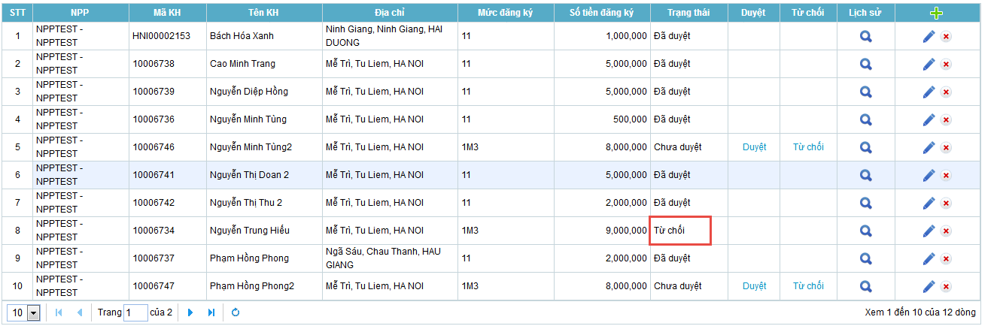 STT NPP Mã KH Tên KH Địa chỉ Mức đăng ký Số tiền đăng ký Trạng thái Duyệt Từ chối Lịch sử
1 NPPTEST - NPPTEST HNI00002153 Bách Hóa Xanh Ninh Giang, Ninh Giang, HAI DUONG 11 1,000,000 Đã duyệt
2 NPPTEST - NPPTEST 10006738 Cao Minh Trang Mễ Trì, Tu Liem, HA NOI 11 5,000,000 Đã duyệt
3 NPPTEST - NPPTEST 10006739 Nguyễn Diệp Hồng Mễ Trì, Tu Liem, HA NOI 11 5,000,000 Đã duyệt
4 NPPTEST - NPPTEST 10006736 Nguyễn Minh Tùng Mễ Trì, Tu Liem, HA NOI 11 500,000 Đã duyệt
5 NPPTEST - NPPTEST 10006746 Nguyễn Minh Tùng2 Mễ Trì, Tu Liem, HA NOI 1M3 8,000,000 Chưa duyệt Duyệt Từ chối
6 NPPTEST - NPPTEST 10006741 Nguyễn Thị Doan 2 Mễ Trì, Tu Liem, HA NOI 11 5,000,000 Đã duyệt
7 NPPTEST - NPPTEST 10006742 Nguyễn Thị Thu 2 Mễ Trì, Tu Liem, HA NOI 11 2,000,000 Đã duyệt
8 NPPTEST - NPPTEST 10006734 Nguyễn Trung Hiếu Mễ Trì, Tu Liem, HA NOI 1M3 9,000,000 Từ chối
9 NPPTEST - NPPTEST 10006737 Phạm Hồng Phong Ngã Sáu, Chau Thanh, HAU GIANG 11 2,000,000 Đã duyệt
10 NPPTEST - NPPTEST 10006747 Phạm Hồng Phong2 Mễ Trì, Tu Liem, HA NOI 1M3 8,000,000 Chưa duyệt Duyệt Từ chối
10 Trang 1 của 2 Xem 1 đến 10 của 12 dòng